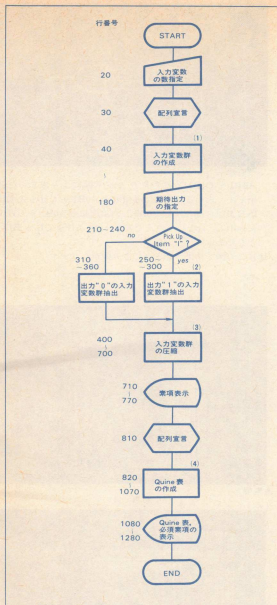 行番号
START
20
入力変数
の数指定
30
配列宣言
(1)
40
入力変数群
の作成
|
180
期待出力
の指定
210~240
no
Pick Up
Item "I" ?
yes
310
~360
250
~300
(2)
出力"0"の入力
変数群抽出
出力"1"の入力
変数群抽出
(3)
400
~
700
入力変数群
の圧縮
710
~
770
素項表示
810
配列宣言
(4)
820
~
1070
Quine 表
の作成
1080
~
1280
Quine 表,
必須素項の
表示
END